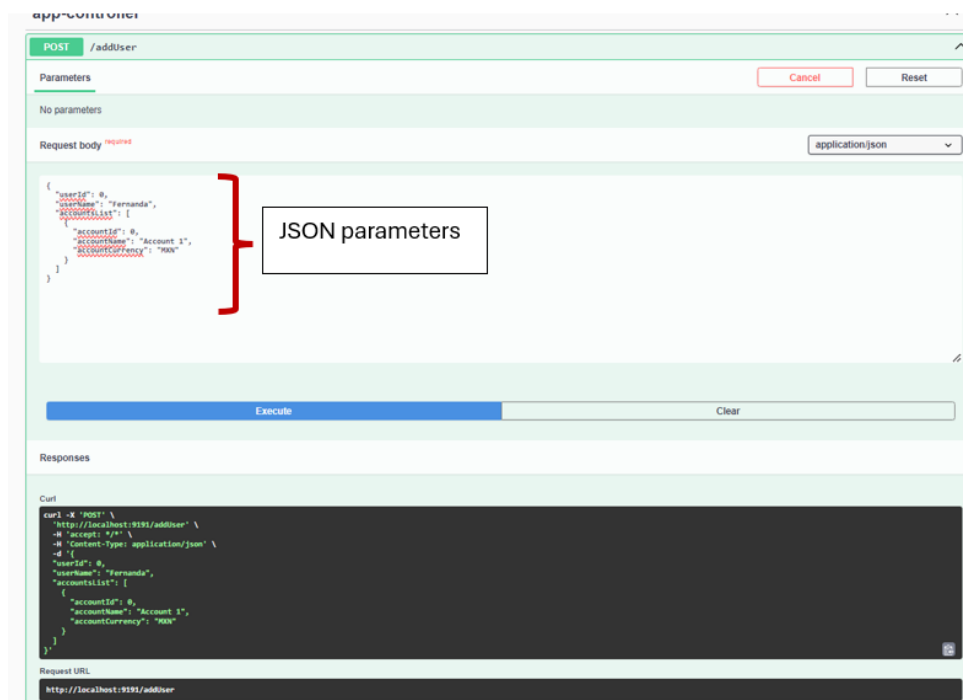 app-controller
POST /addUser
Parameters
Cancel
Reset
No parameters
Request body required
application/json
{
"userId": 0,
"userName": "Fernanda",
"accountsList": [
{
"accountId": 0,
"accountName": "Account 1",
"accountCurrency": "MXN"
}
]
}
JSON parameters
Execute
Clear
Responses
Curl
curl -X 'POST' \
'http://localhost:9191/addUser' \
-H 'accept: */*' \
-H 'Content-Type: application/json' \
-d '{
"userId": 0,
"userName": "Fernanda",
"accountsList": [
{
"accountId": 0,
"accountName": "Account 1",
"accountCurrency": "MXN"
}
]
}'
Request URL
http://localhost:9191/addUser